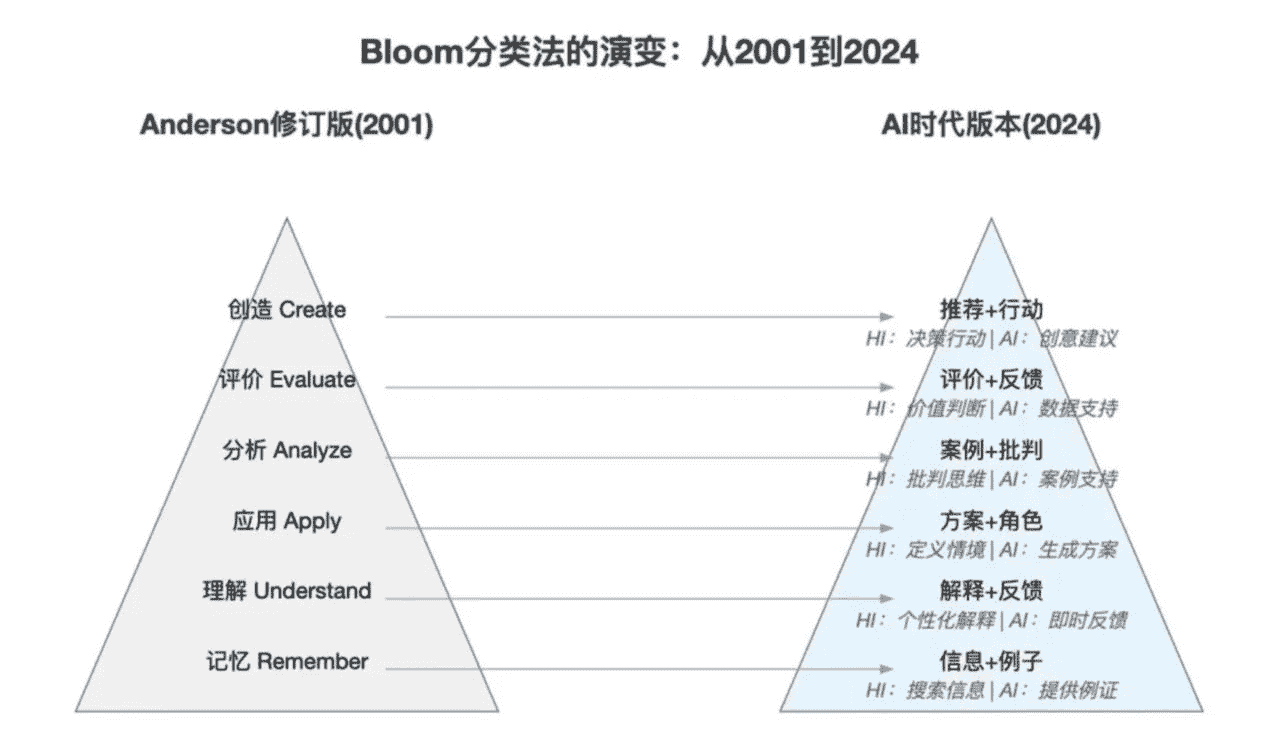 Bloom分类法的演变：从2001到2024
Anderson修订版(2001)
AI时代版本(2024)
创造 Create
推荐+行动
HI：决策行动 | AI：创意建议
评价 Evaluate
评价+反馈
HI：价值判断 | AI：数据支持
分析 Analyze
案例+批判
HI：批判思维 | AI：案例支持
应用 Apply
方案+角色
HI：定义情境 | AI：生成方案
理解 Understand
解释+反馈
HI：个性化解释 | AI：即时反馈
记忆 Remember
信息+例子
HI：搜索信息 | AI：提供例证